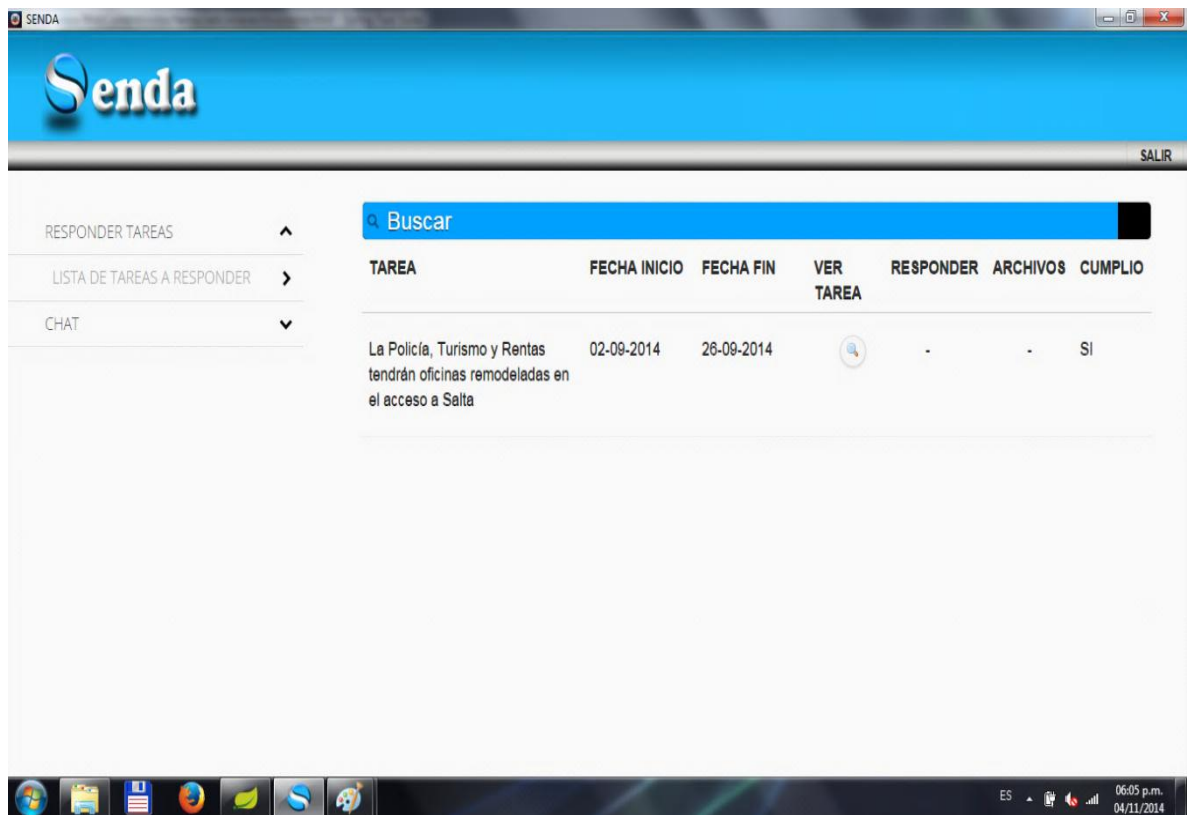 SENDA
Senda
SALIR
RESPONDER TAREAS
LISTA DE TAREAS A RESPONDER
CHAT
Buscar
TAREA FECHA INICIO FECHA FIN VER TAREA RESPONDER ARCHIVOS CUMPLIO
La Policía, Turismo y Rentas 02-09-2014 26-09-2014 - - SI
tendrán oficinas remodeladas en
el acceso a Salta
ES 06:05 p.m.
04/11/2014